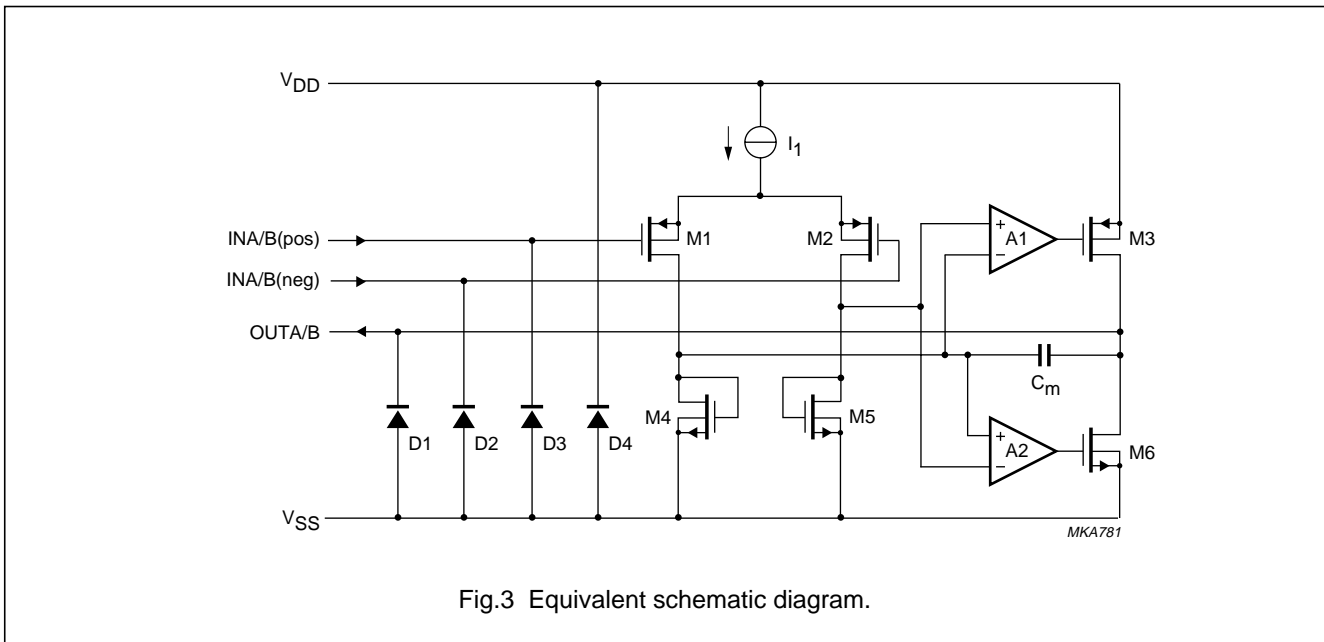 VDD
I1
INA/B(pos)
M1
M2
+
A1
−
M3
INA/B(neg)
OUTA/B
Cm
M4
M5
D1
D2
D3
D4
+
A2
−
M6
VSS
MKA781
Fig.3 Equivalent schematic diagram.